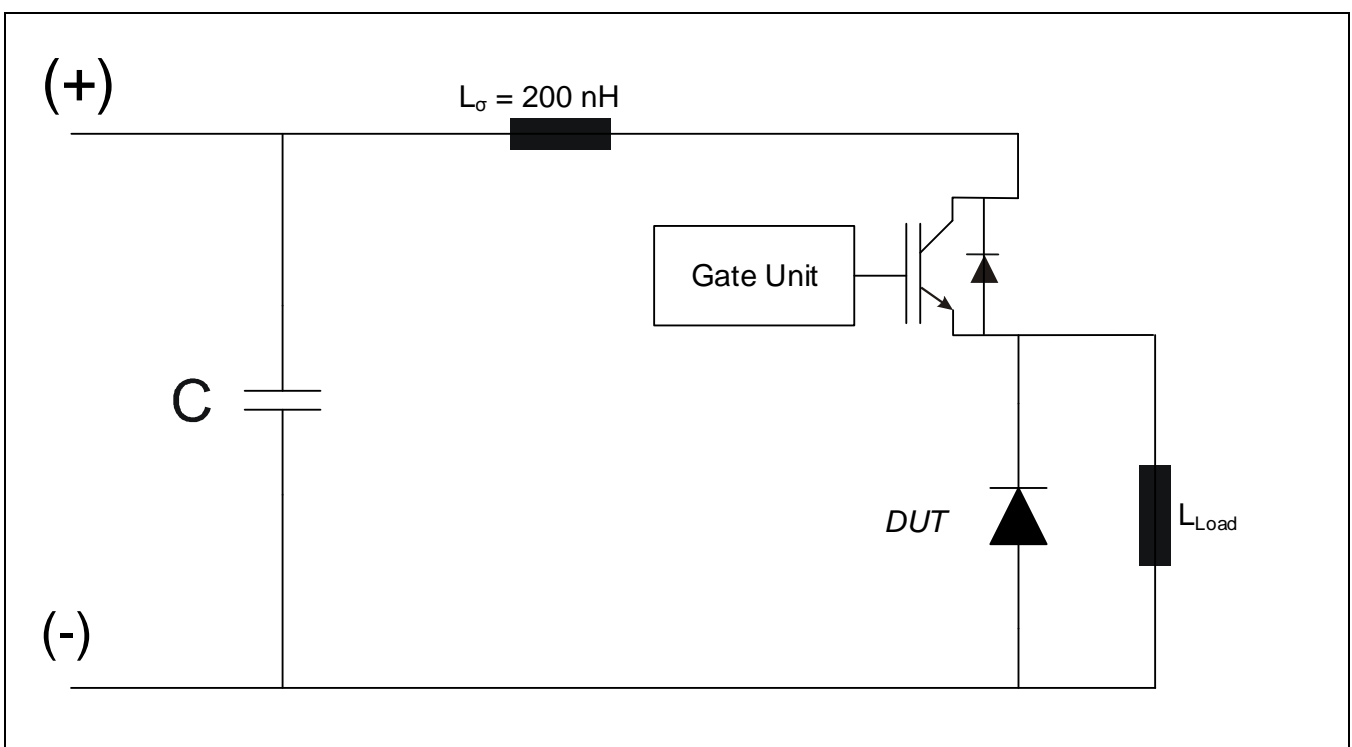 (+)
Lσ = 200 nH
Gate Unit
C
DUT
LLoad
(-)